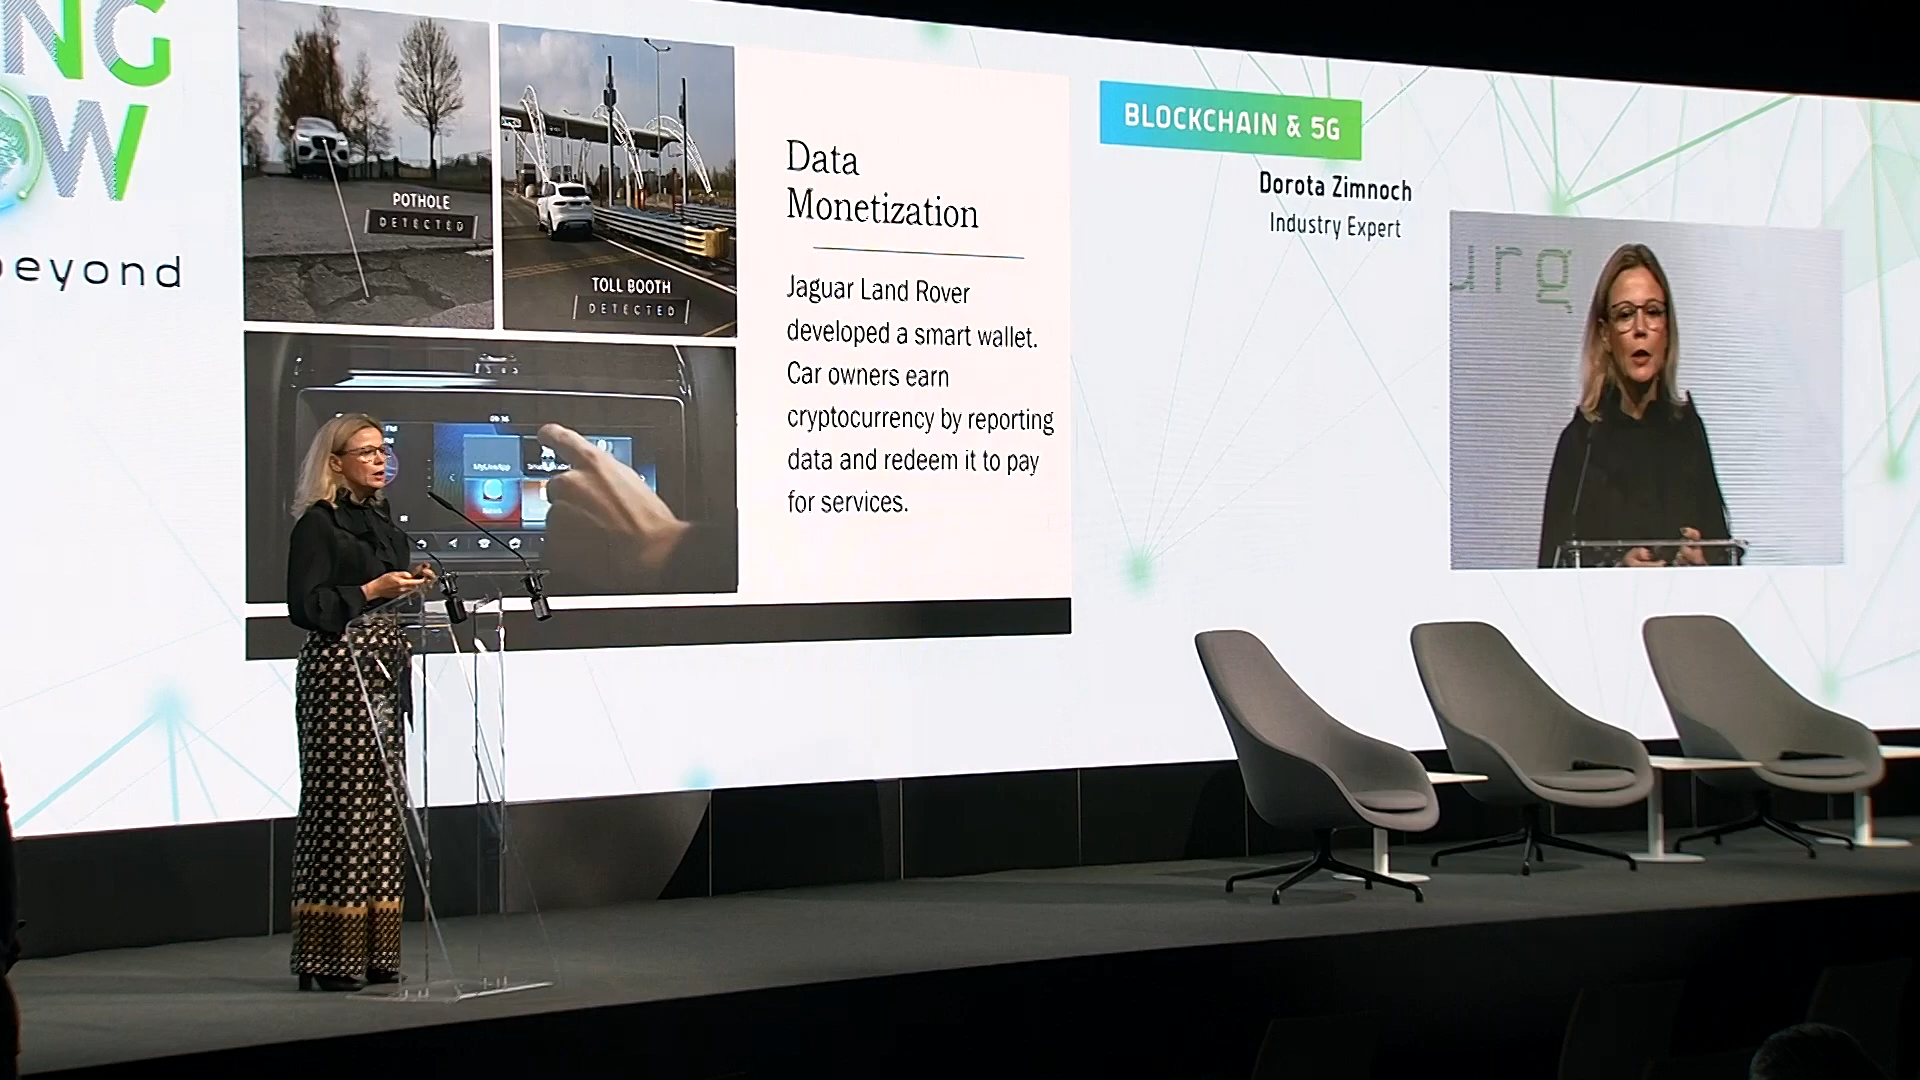 NG
OW
beyond
POTHOLE
DETECTED
TOLL BOOTH
DETECTED
Data
Monetization
Jaguar Land Rover
developed a smart wallet.
Car owners earn
cryptocurrency by reporting
data and redeem it to pay
for services.
BLOCKCHAIN & 5G
Dorota Zimnoch
Industry Expert
urg